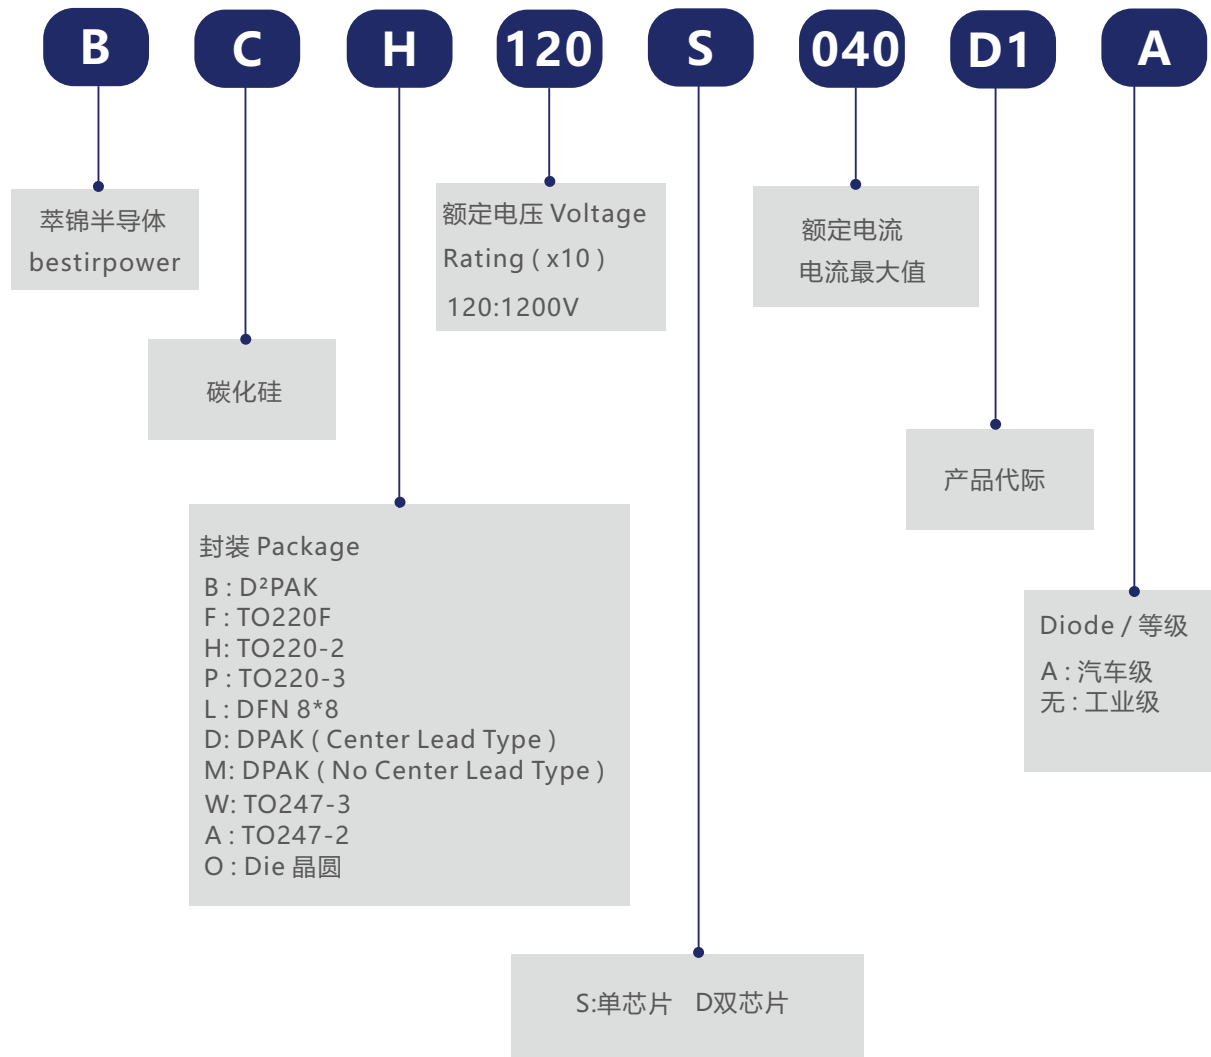 B C H 120 S 040 D1 A
萃锦半导体
bestirpower
碳化硅
封装 Package
B : D²PAK
F : TO220F
H: TO220-2
P : TO220-3
L : DFN 8*8
D: DPAK ( Center Lead Type )
M: DPAK ( No Center Lead Type )
W: TO247-3
A : TO247-2
O : Die 晶圆
额定电压 Voltage
Rating ( x10 )
120:1200V
S:单芯片 D双芯片
额定电流
电流最大值
产品代际
Diode / 等级
A : 汽车级
无 : 工业级